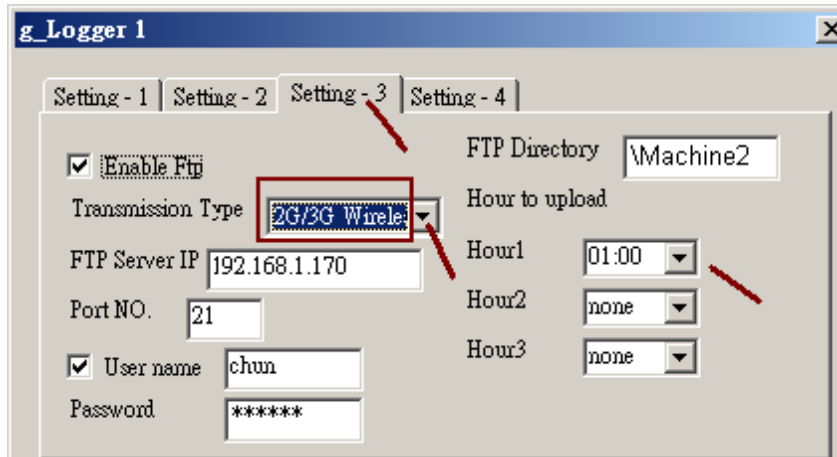 g_Logger 1
Setting - 1 Setting - 2 Setting - 3 Setting - 4
Enable Ftp
Transmission Type 2G/3G Wirele
FTP Server IP 192.168.1.170
Port NO. 21
User name chun
Password ******
FTP Directory \Machine2
Hour to upload
Hour1 01:00
Hour2 none
Hour3 none